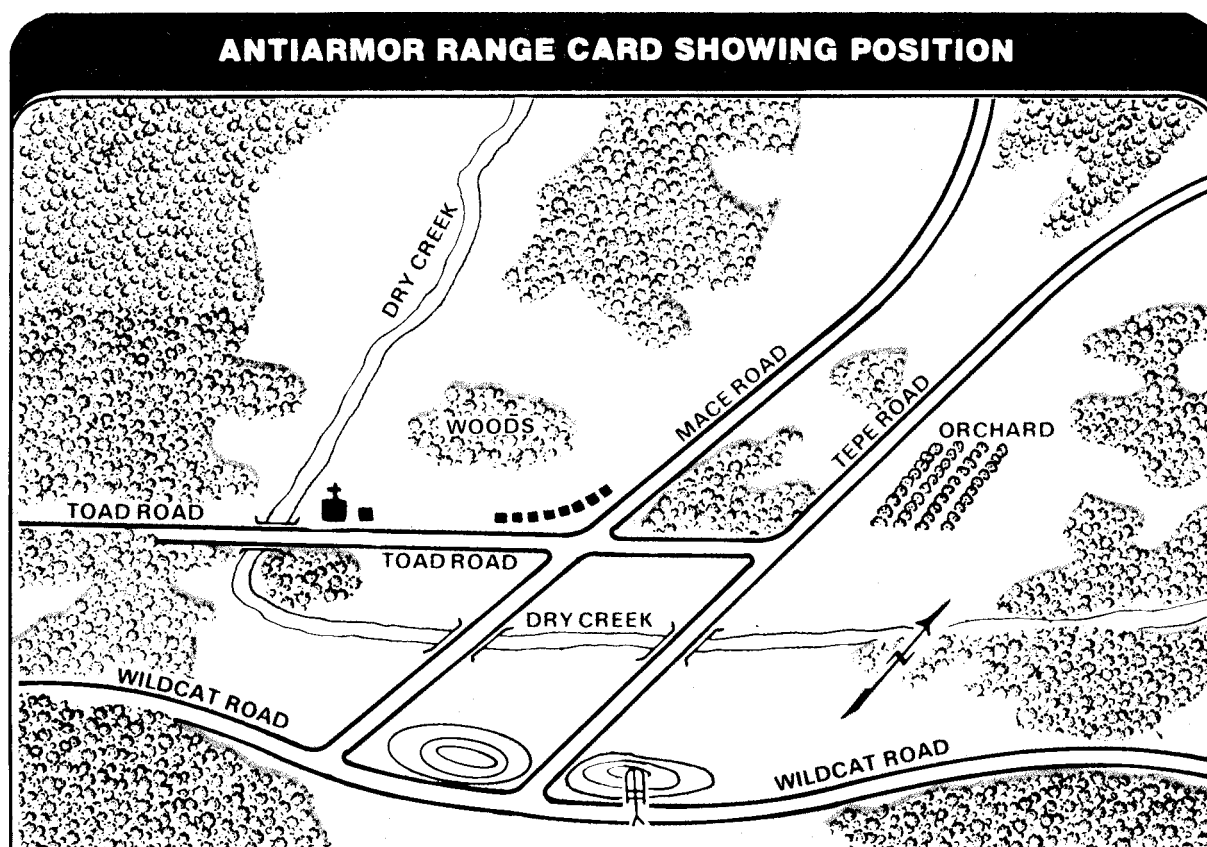 ANTIARMOR RANGE CARD SHOWING POSITION
DRY CREEK
MACE ROAD
WOODS
TEPE ROAD
ORCHARD
TOAD ROAD
TOAD ROAD
DRY CREEK
N
WILDCAT ROAD
WILDCAT ROAD